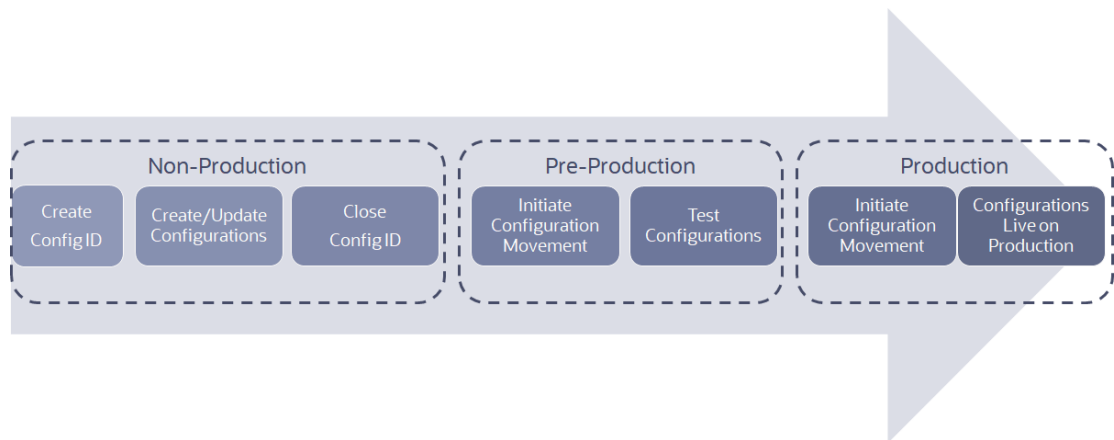 Non-Production
Create
Config ID
Create/Update
Configurations
Close
Config ID
Pre-Production
Initiate
Configuration
Movement
Test
Configurations
Production
Initiate
Configuration
Movement
Configurations
Live on
Production